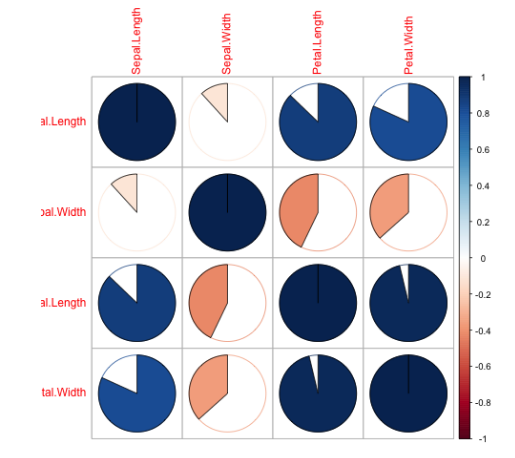 Sepal.Length
Sepal.Width
Petal.Length
Petal.Width
al.Length
oal.Width
al.Length
tal.Width
1
0.8
0.6
0.4
0.2
0
-0.2
-0.4
-0.6
-0.8
-1